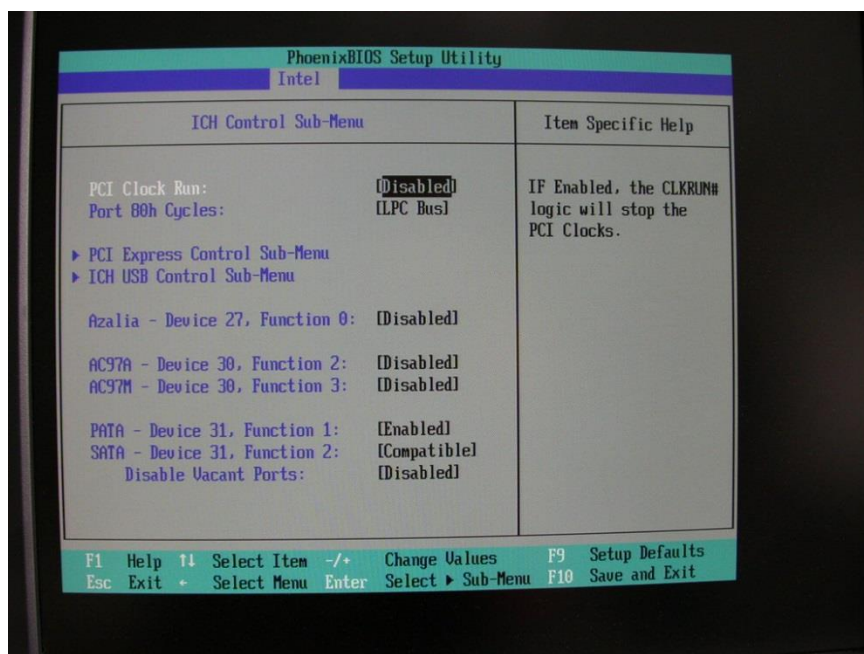 PhoenixBIOS Setup Utility
Intel
ICH Control Sub-Menu
Item Specific Help
PCI Clock Run: [Disabled]
Port 80h Cycles: [LPC Bus]
▶ PCI Express Control Sub-Menu
▶ ICH USB Control Sub-Menu
Azalia - Device 27, Function 0: [Disabled]
AC97A - Device 30, Function 2: [Disabled]
AC97M - Device 30, Function 3: [Disabled]
PATA - Device 31, Function 1: [Enabled]
SATA - Device 31, Function 2: [Compatible]
Disable Vacant Ports: [Disabled]
IF Enabled, the CLKRUN#
logic will stop the
PCI Clocks.
F1 Help ↑↓ Select Item -/+ Change Values F9 Setup Defaults
Esc Exit ← Select Menu Enter Select ▶ Sub-Menu F10 Save and Exit